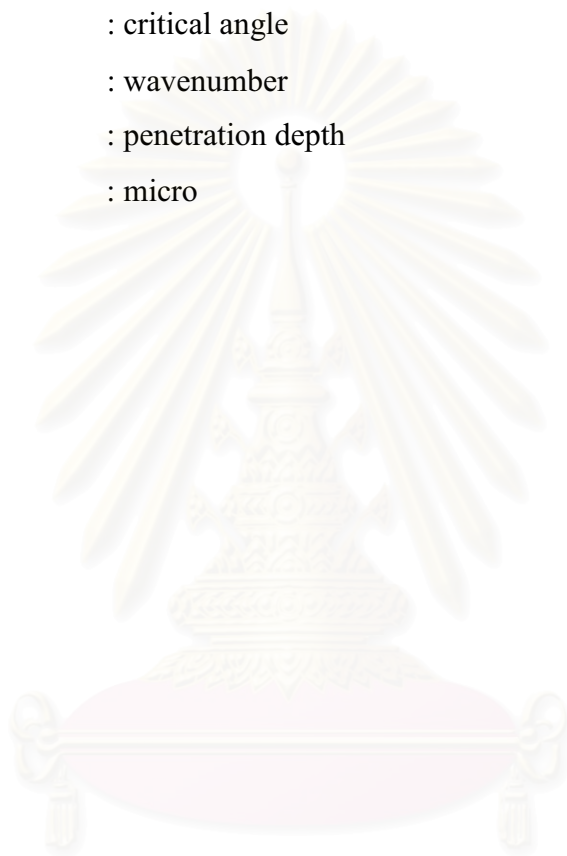 : critical angle
: wavenumber
: penetration depth
: micro